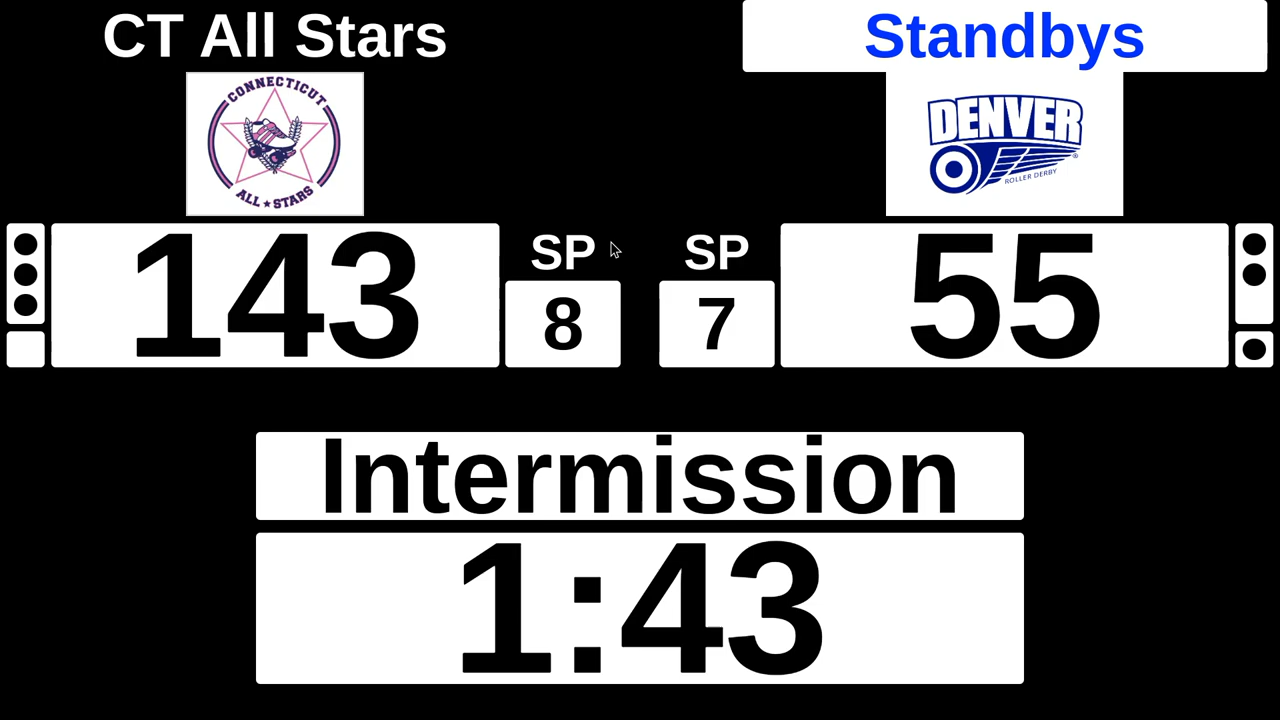 CT All Stars
Standbys
CONNECTICUT
ALL ★ STARS
DENVER
ROLLER DERBY
®
143
SP
8
SP
7
55
Intermission
1:43